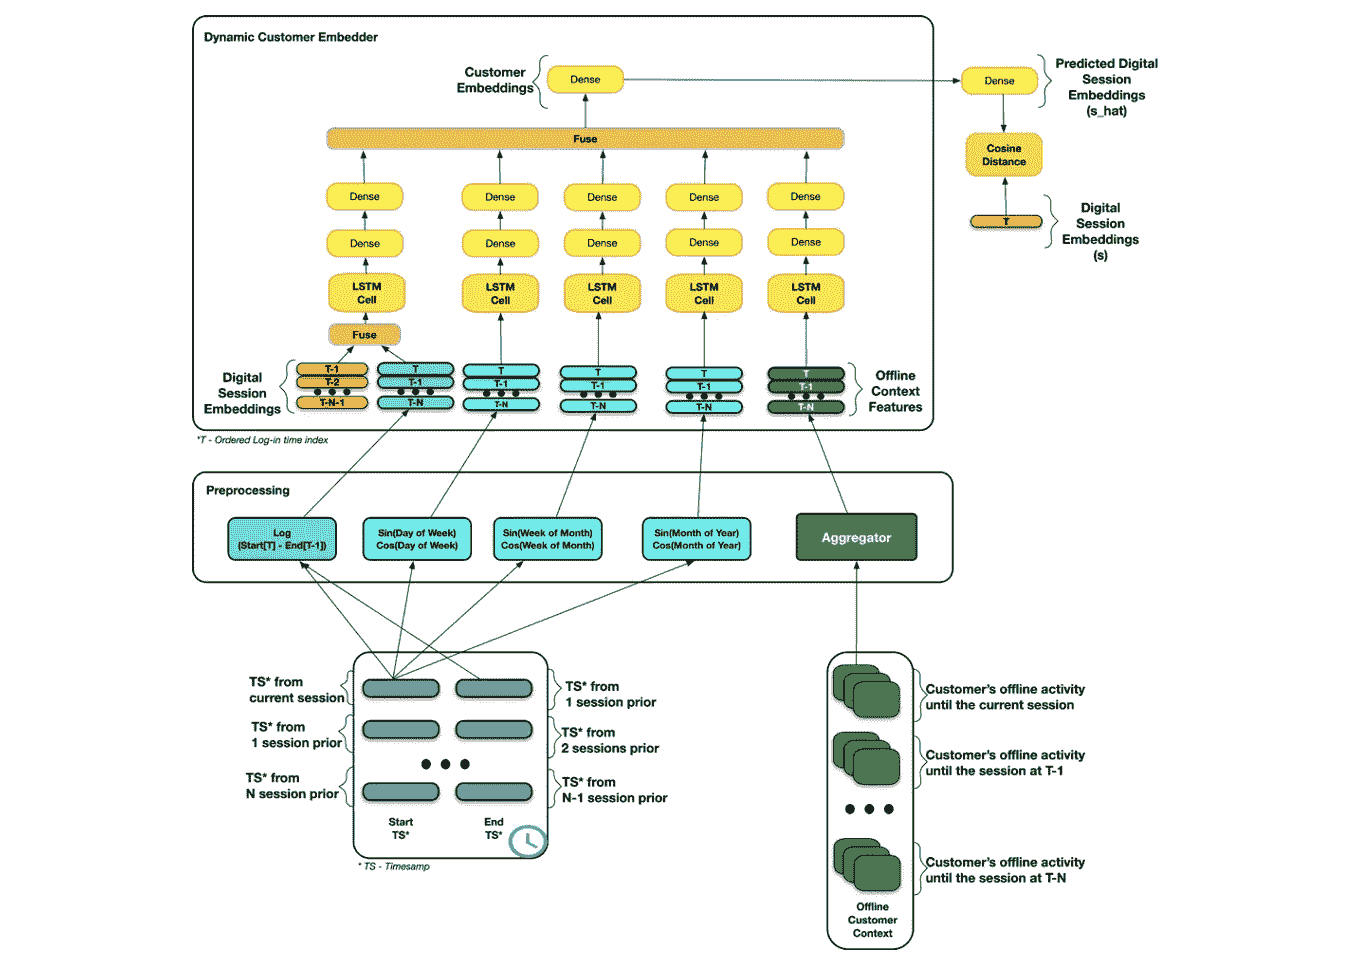 Dynamic Customer Embedder
Customer
Embeddings
Dense
Dense
Predicted Digital
Session
Embeddings
(s_hat)
Fuse
Cosine
Distance
Dense
Dense
Dense
Dense
Dense
T
Digital
Session
Embeddings
(s)
Dense
Dense
Dense
Dense
Dense
LSTM
Cell
LSTM
Cell
LSTM
Cell
LSTM
Cell
LSTM
Cell
Fuse
Digital
Session
Embeddings
T-1
T-2
T-N-1
T
T-1
T-N
T
T-1
T-N
T
T-1
T-N
T
T-1
T-N
T
T-1
T-N
Offline
Context
Features
*T - Ordered Log-in time index
Preprocessing
Log
(Start[T] - End[T-1])
Sin(Day of Week)
Cos(Day of Week)
Sin(Week of Month)
Cos(Week of Month)
Sin(Month of Year)
Cos(Month of Year)
Aggregator
TS* from
current session
TS* from
1 session prior
TS* from
1 session prior
TS* from
2 sessions prior
TS* from
N session prior
TS* from
N-1 session prior
Start
TS*
End
TS*
* TS - Timesamp
Customer's offline activity
until the current session
Customer's offline activity
until the session at T-1
Customer's offline activity
until the session at T-N
Offline
Customer
Context